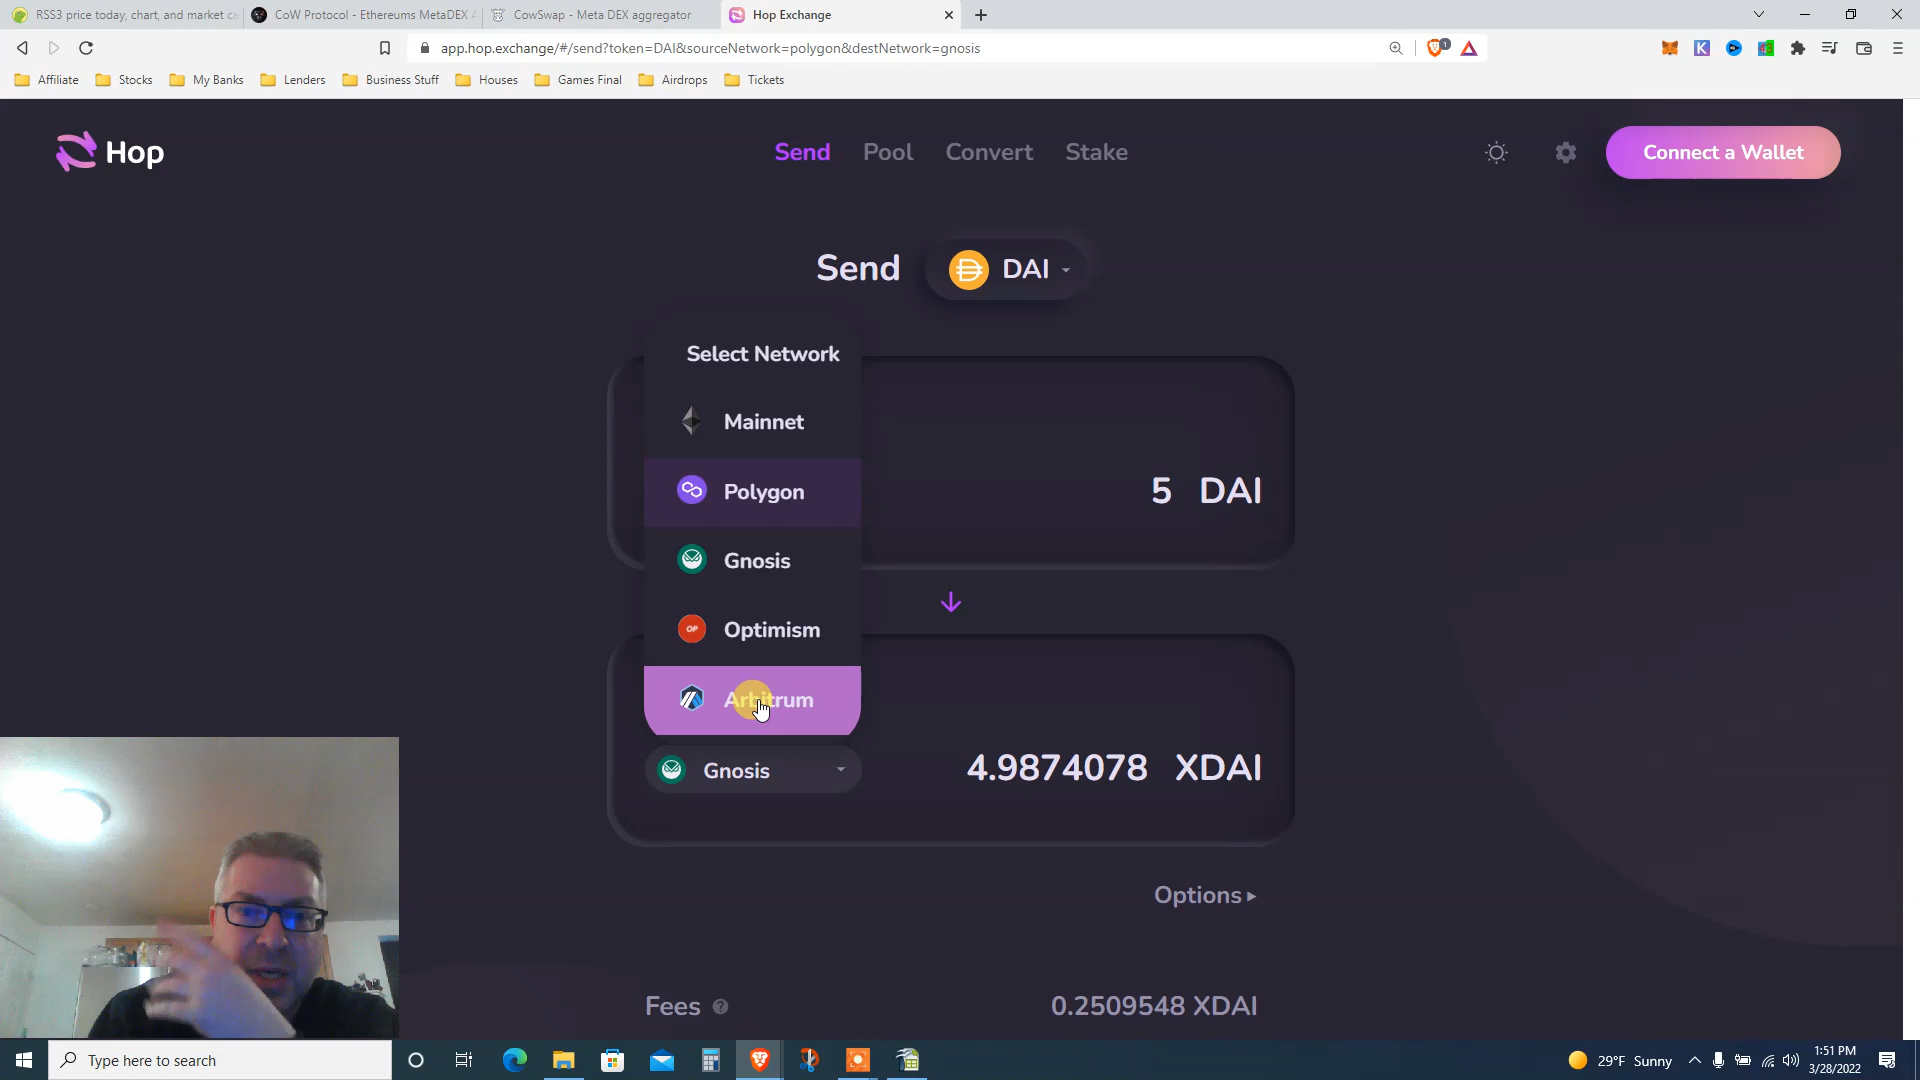 RSS3 price today, chart, and market ca
CoW Protocol - Ethereums MetaDEX A
CowSwap - Meta DEX aggregator
Hop Exchange
app.hop.exchange/#/send?token=DAI&sourceNetwork=polygon&destNetwork=gnosis
1
K
Affiliate
Stocks
My Banks
Lenders
Business Stuff
Houses
Games Final
Airdrops
Tickets
Hop
Send
Pool
Convert
Stake
Connect a Wallet
Send
DAI
Select Network
Mainnet
Polygon
5 DAI
Gnosis
OP
Optimism
Arbitrum
Gnosis
4.9874078 XDAI
Options
Fees ?
0.2509548 XDAI
Type here to search
29°F Sunny
1:51 PM
3/28/2022